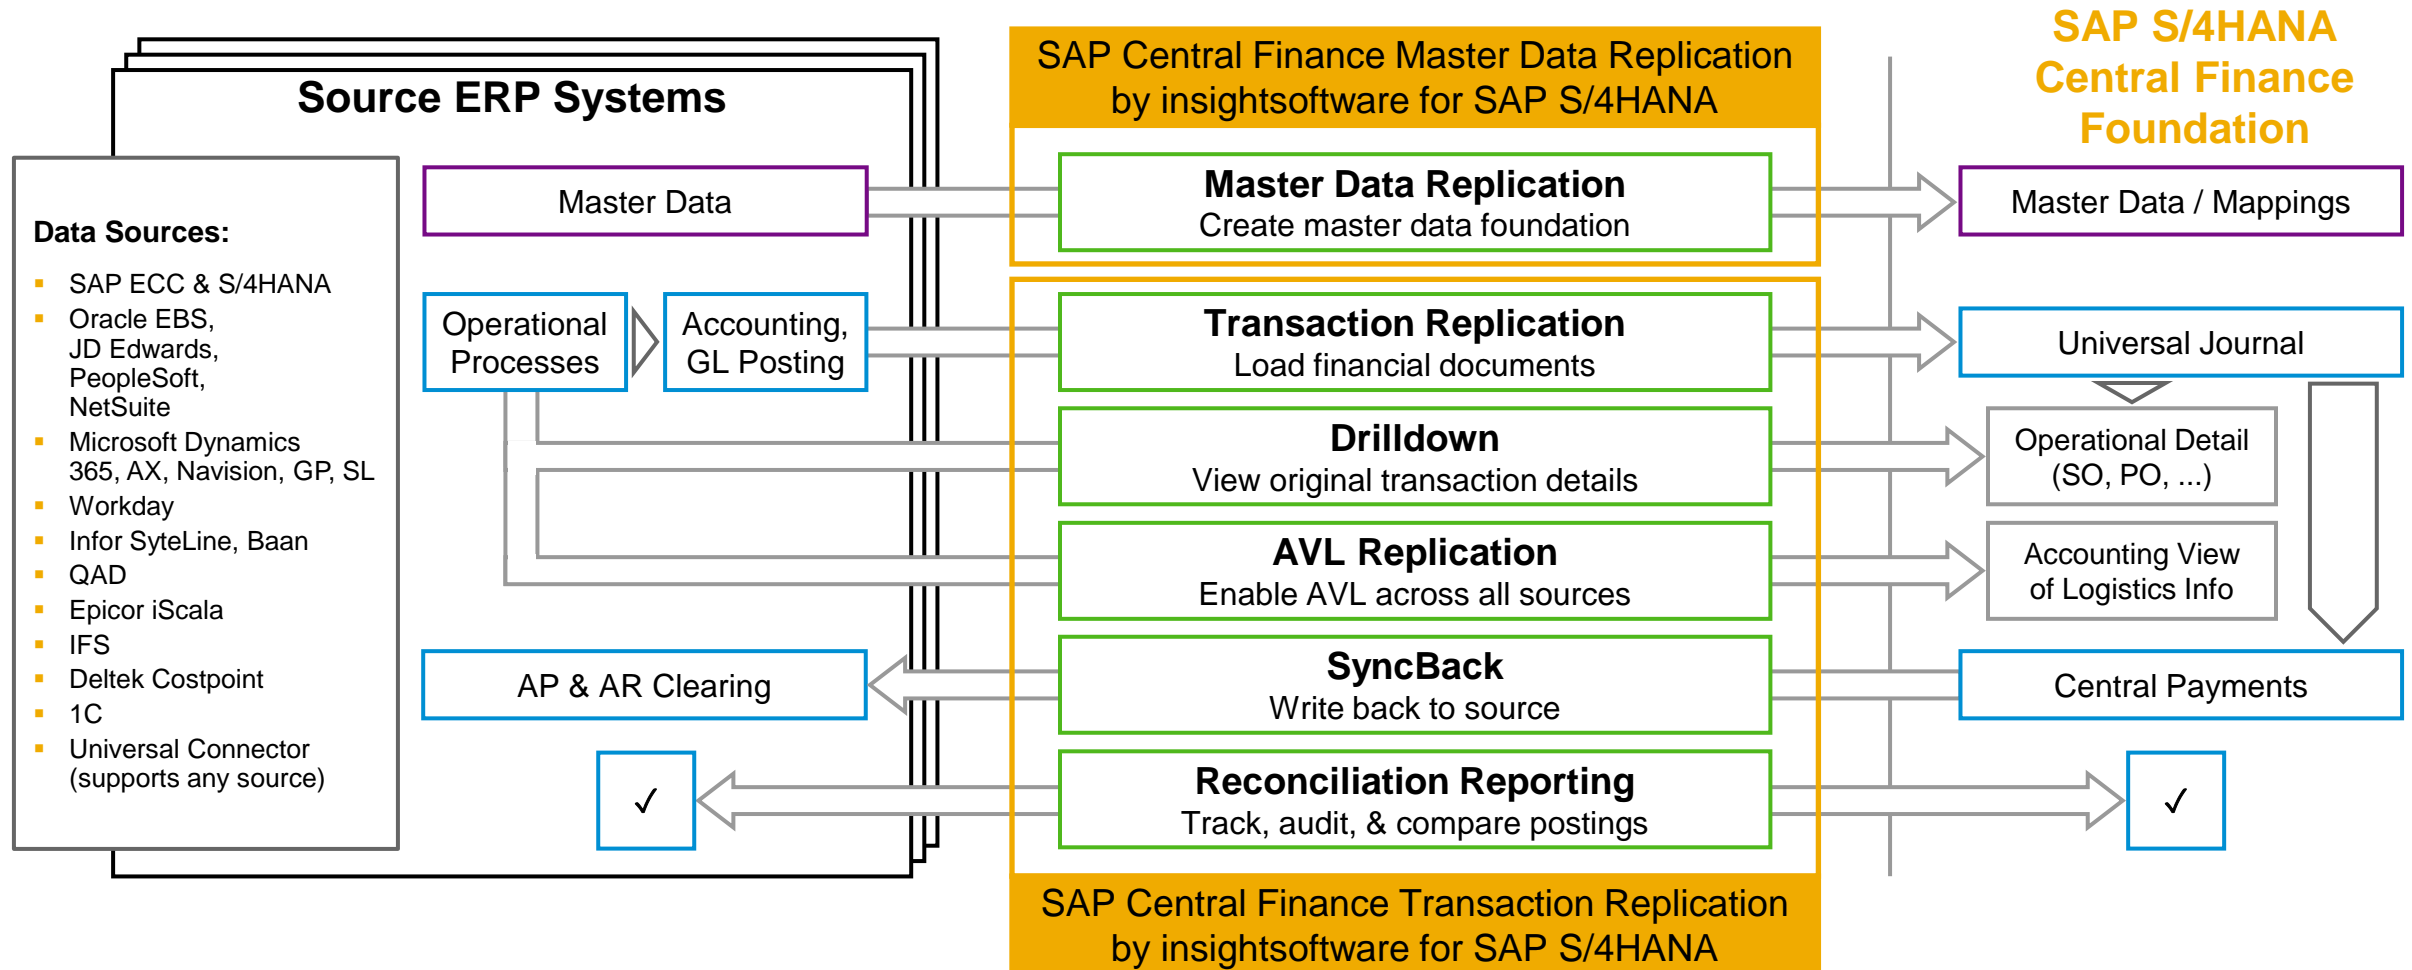 Source ERP Systems
Data Sources:
SAP ECC & S/4HANA
Oracle EBS,
JD Edwards,
PeopleSoft,
NetSuite
Microsoft Dynamics
365, AX, Navision, GP, SL
Workday
Infor SyteLine, Baan
QAD
Epicor iScala
IFS
Deltek Costpoint
1C
Universal Connector
(supports any source)
Master Data
Operational
Processes
Accounting,
GL Posting
AP & AR Clearing
✓
SAP Central Finance Master Data Replication
by insightsoftware for SAP S/4HANA
Master Data Replication
Create master data foundation
Transaction Replication
Load financial documents
Drilldown
View original transaction details
AVL Replication
Enable AVL across all sources
SyncBack
Write back to source
Reconciliation Reporting
Track, audit, & compare postings
SAP Central Finance Transaction Replication
by insightsoftware for SAP S/4HANA
SAP S/4HANA
Central Finance
Foundation
Master Data / Mappings
Universal Journal
Operational Detail
(SO, PO, ...)
Accounting View
of Logistics Info
Central Payments
✓